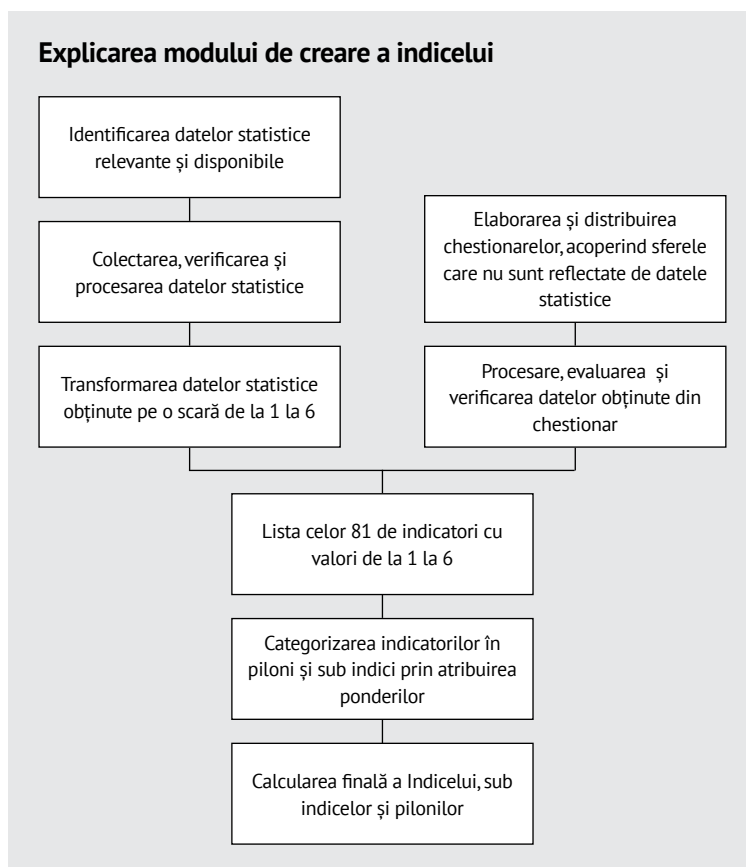 Explicarea modului de creare a indicelui
Identificarea datelor statistice
relevante și disponibile
Colectarea, verificarea și
procesarea datelor statistice
Transformarea datelor statistice
obținute pe o scară de la 1 la 6
Elaborarea și distribuirea
chestionarelor, acoperind sferele
care nu sunt reflectate de datele
statistice
Procesare, evaluarea și
verificarea datelor obținute din
chestionar
Lista celor 81 de indicatori cu
valori de la 1 la 6
Categorizarea indicatorilor în
piloni și sub indici prin atribuirea
ponderilor
Calcularea finală a Indicelui, sub
indicelor și pilonilor